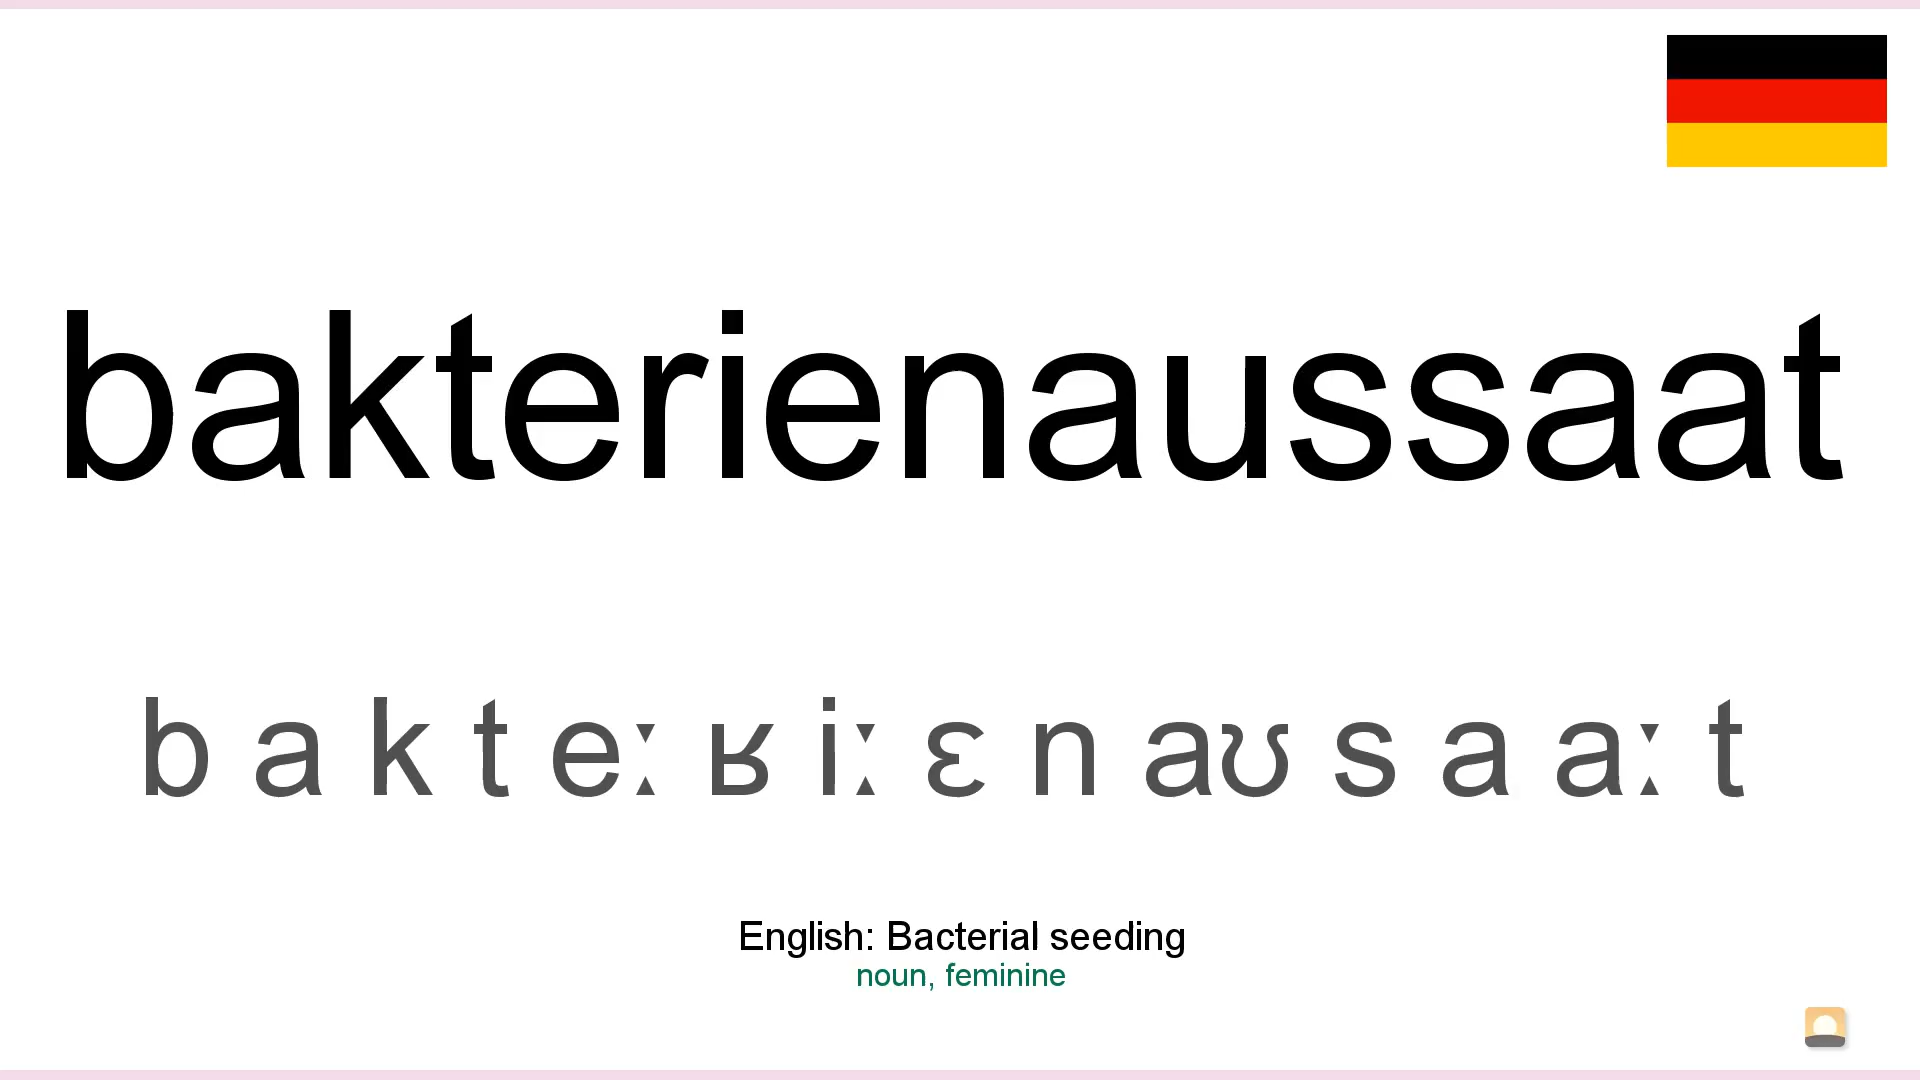 bakterienaussaat
b a k t eː ʁ iː ɛ n aʊ s a aː t
English: Bacterial seeding
noun, feminine